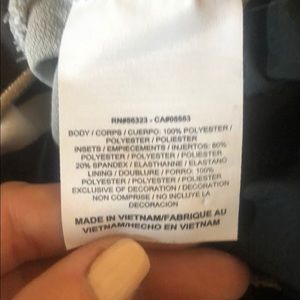 RN#56323 - CA#05553
BODY / CORPS / CUERPO: 100% POLYESTER /
POLYESTER / POLIESTER
INSETS / EMPIECEMENTS / INJERTOS: 80%
POLYESTER / POLYESTER / POLIESTER
20% SPANDEX / ELASTHANNE / ELASTANO
LINING / DOUBLURE / FORRO: 100%
POLYESTER / POLYESTER / POLIESTER
EXCLUSIVE OF DECORATION / DECORATION
NON COMPRISE / NO INCLUYE LA
DECORACION
MADE IN VIETNAM/FABRIQUE AU
VIETNAM/HECHO EN VIETNAM